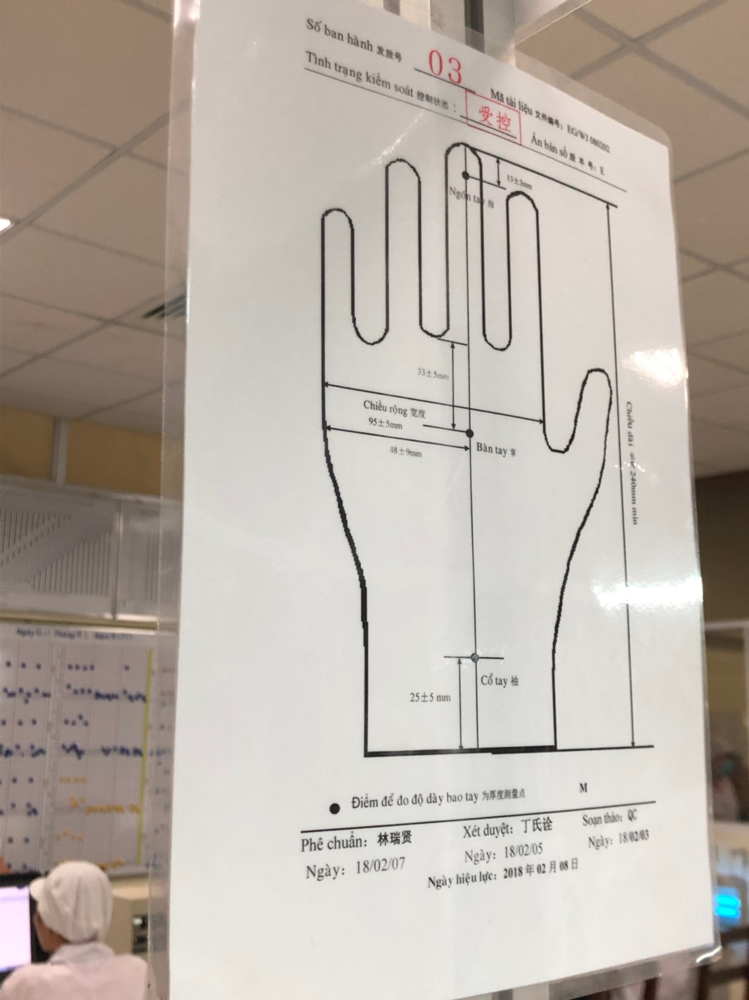 Số ban hành 发放号 03
Tình trạng kiểm soát 控制状态： 受控
Mã tài liệu 文件编号：EG/WJ 080202
Ấn bản số 版 本 号：E
13±3mm
Ngón tay 指
33±5mm
Chiều rộng 宽度
95±5mm
48±9mm
Bàn tay 掌
Chiều dài 长度 240mm min
Cổ tay 袖
25±5 mm
Điểm để đo độ dày bao tay 为厚度测量点
M
Phê chuẩn：林瑞贤
Xét duyệt：丁氏诠
Soạn thảo：QC
Ngày：18/02/07
Ngày：18/02/05
Ngày：18/02/03
Ngày hiệu lực：2018 年 02 月 08 日